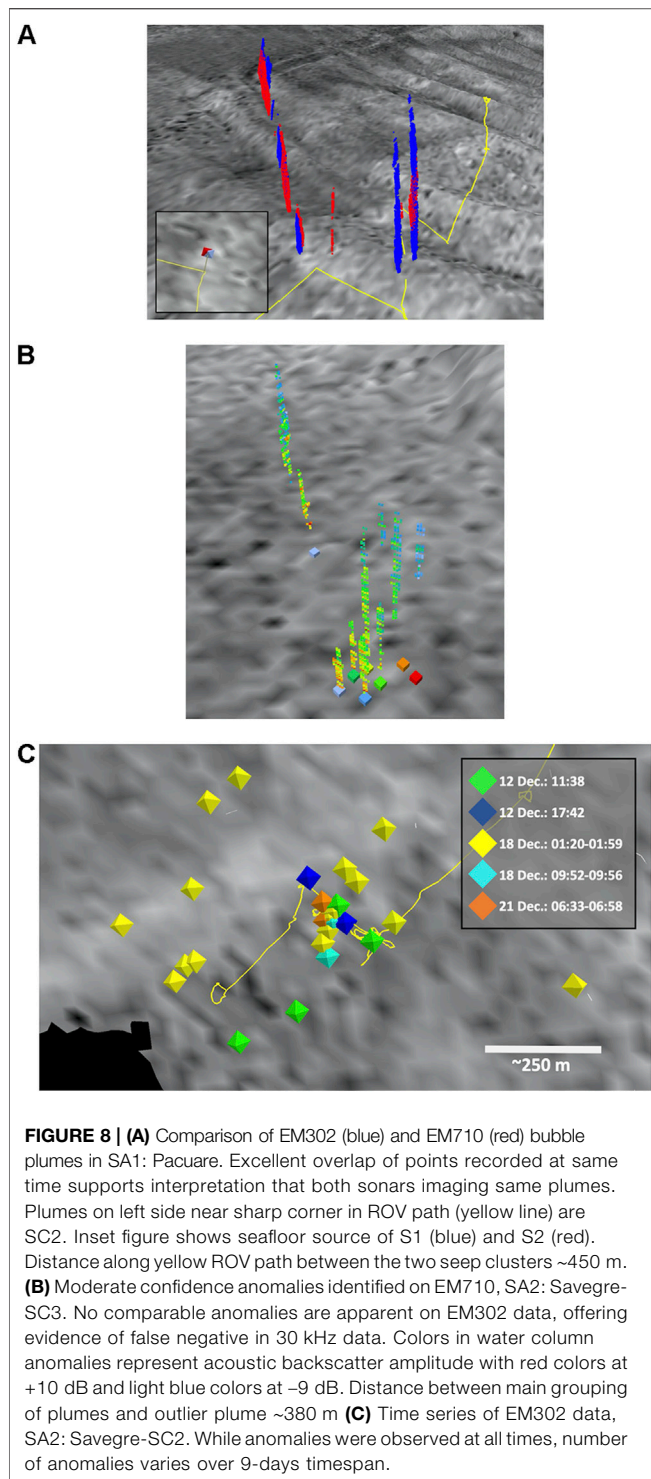 A
B
C
12 Dec.: 11:38
12 Dec.: 17:42
18 Dec.: 01:20-01:59
18 Dec.: 09:52-09:56
21 Dec.: 06:33-06:58
~250 m
FIGURE 8 | (A) Comparison of EM302 (blue) and EM710 (red) bubble
plumes in SA1: Pacuare. Excellent overlap of points recorded at same
time supports interpretation that both sonars imaging same plumes.
Plumes on left side near sharp corner in ROV path (yellow line) are
SC2. Inset figure shows seafloor source of S1 (blue) and S2 (red).
Distance along yellow ROV path between the two seep clusters ~450 m.
(B) Moderate confidence anomalies identified on EM710, SA2: Savegre-
SC3. No comparable anomalies are apparent on EM302 data, offering
evidence of false negative in 30 kHz data. Colors in water column
anomalies represent acoustic backscatter amplitude with red colors at
+10 dB and light blue colors at –9 dB. Distance between main grouping
of plumes and outlier plume ~380 m (C) Time series of EM302 data,
SA2: Savegre-SC2. While anomalies were observed at all times, number
of anomalies varies over 9-days timespan.